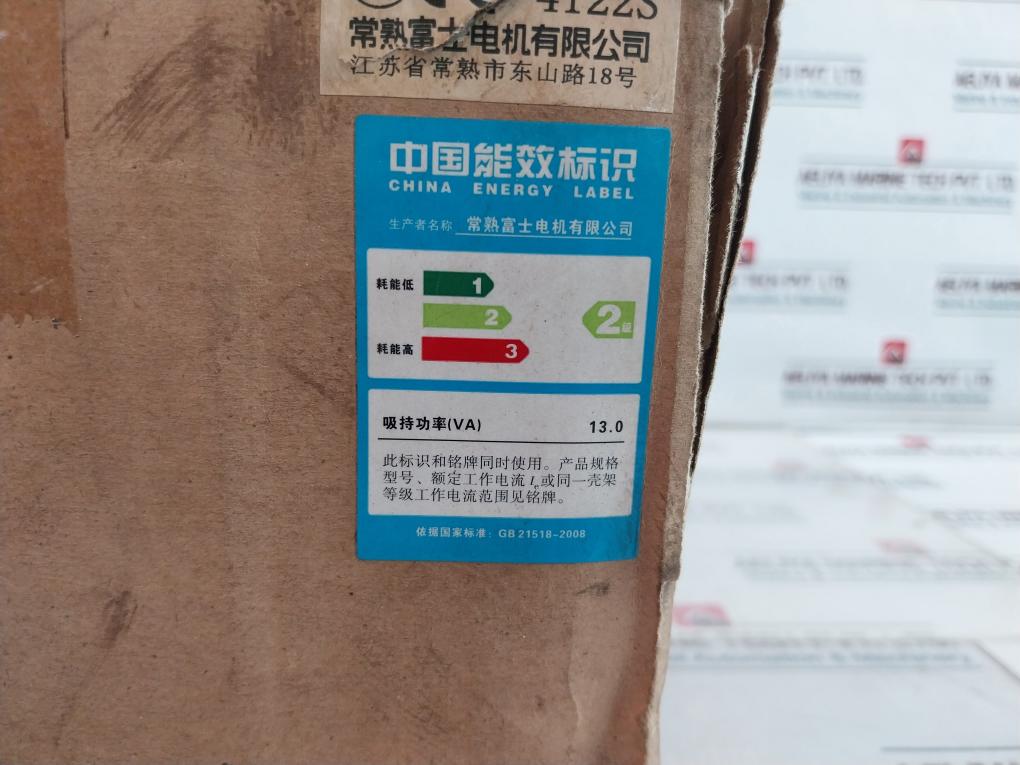 4122S
常熟富士电机有限公司
江苏省常熟市东山路18号
中国能效标识
CHINA ENERGY LABEL
生产者名称 常熟富士电机有限公司
耗能低 1
2 2级
耗能高 3
吸持功率(VA) 13.0
此标识和铭牌同时使用。产品规格
型号、额定工作电流Ie或同一壳架
等级工作电流范围见铭牌。
依据国家标准：GB 21518-2008